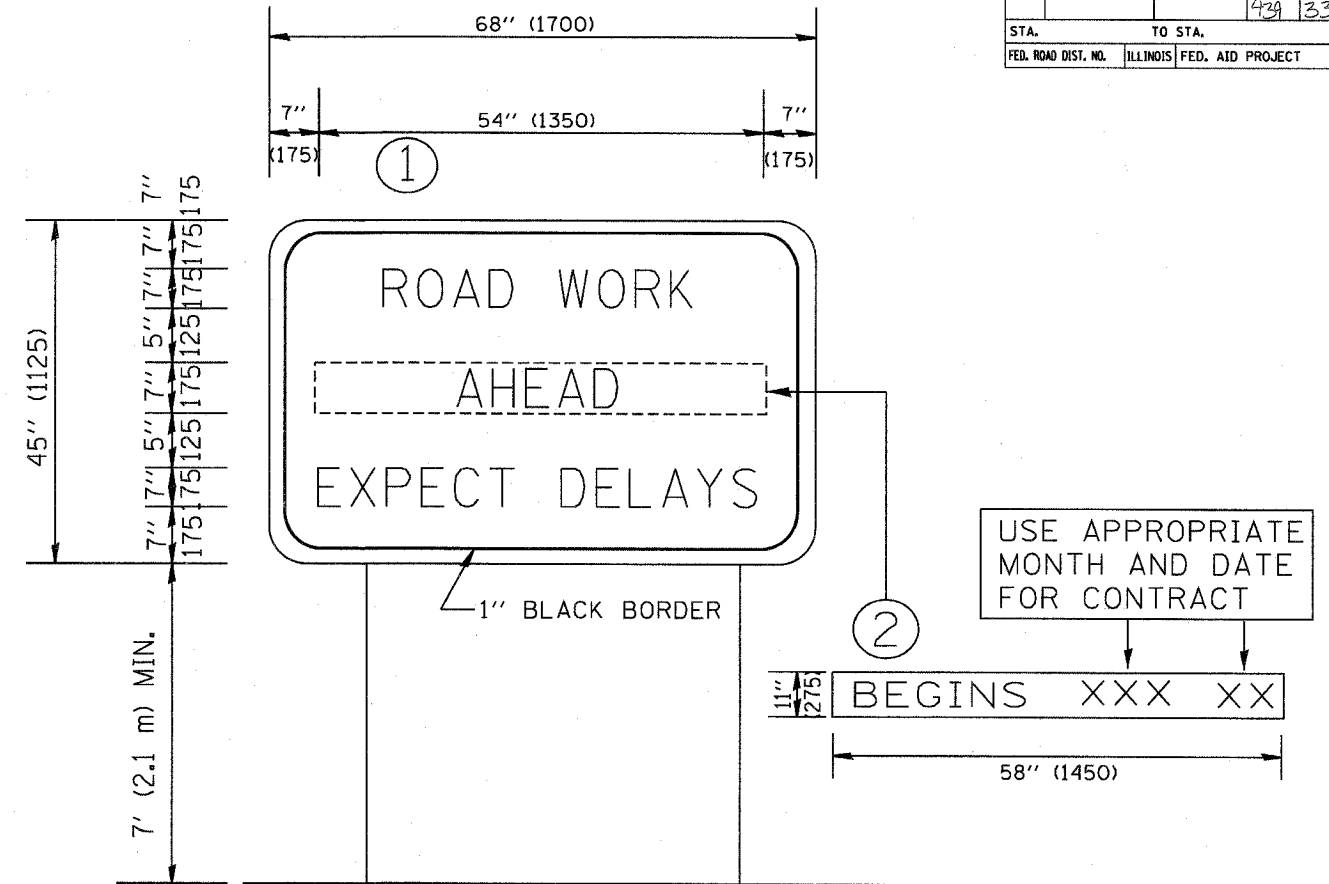 439 33
STA. TO STA.
FED. ROAD DIST. NO. ILLINOIS FED. AID PROJECT
68" (1700)
7" (175)
54" (1350)
7" (175)
1
45" (1125)
7" 175
7" 175
7" 175
5" 125
7" 175
5" 125
7" 175
7" 175
ROAD WORK
AHEAD
EXPECT DELAYS
1" BLACK BORDER
7' (2.1 m) MIN.
2
USE APPROPRIATE
MONTH AND DATE
FOR CONTRACT
11" (275)
BEGINS XXX XX
58" (1450)